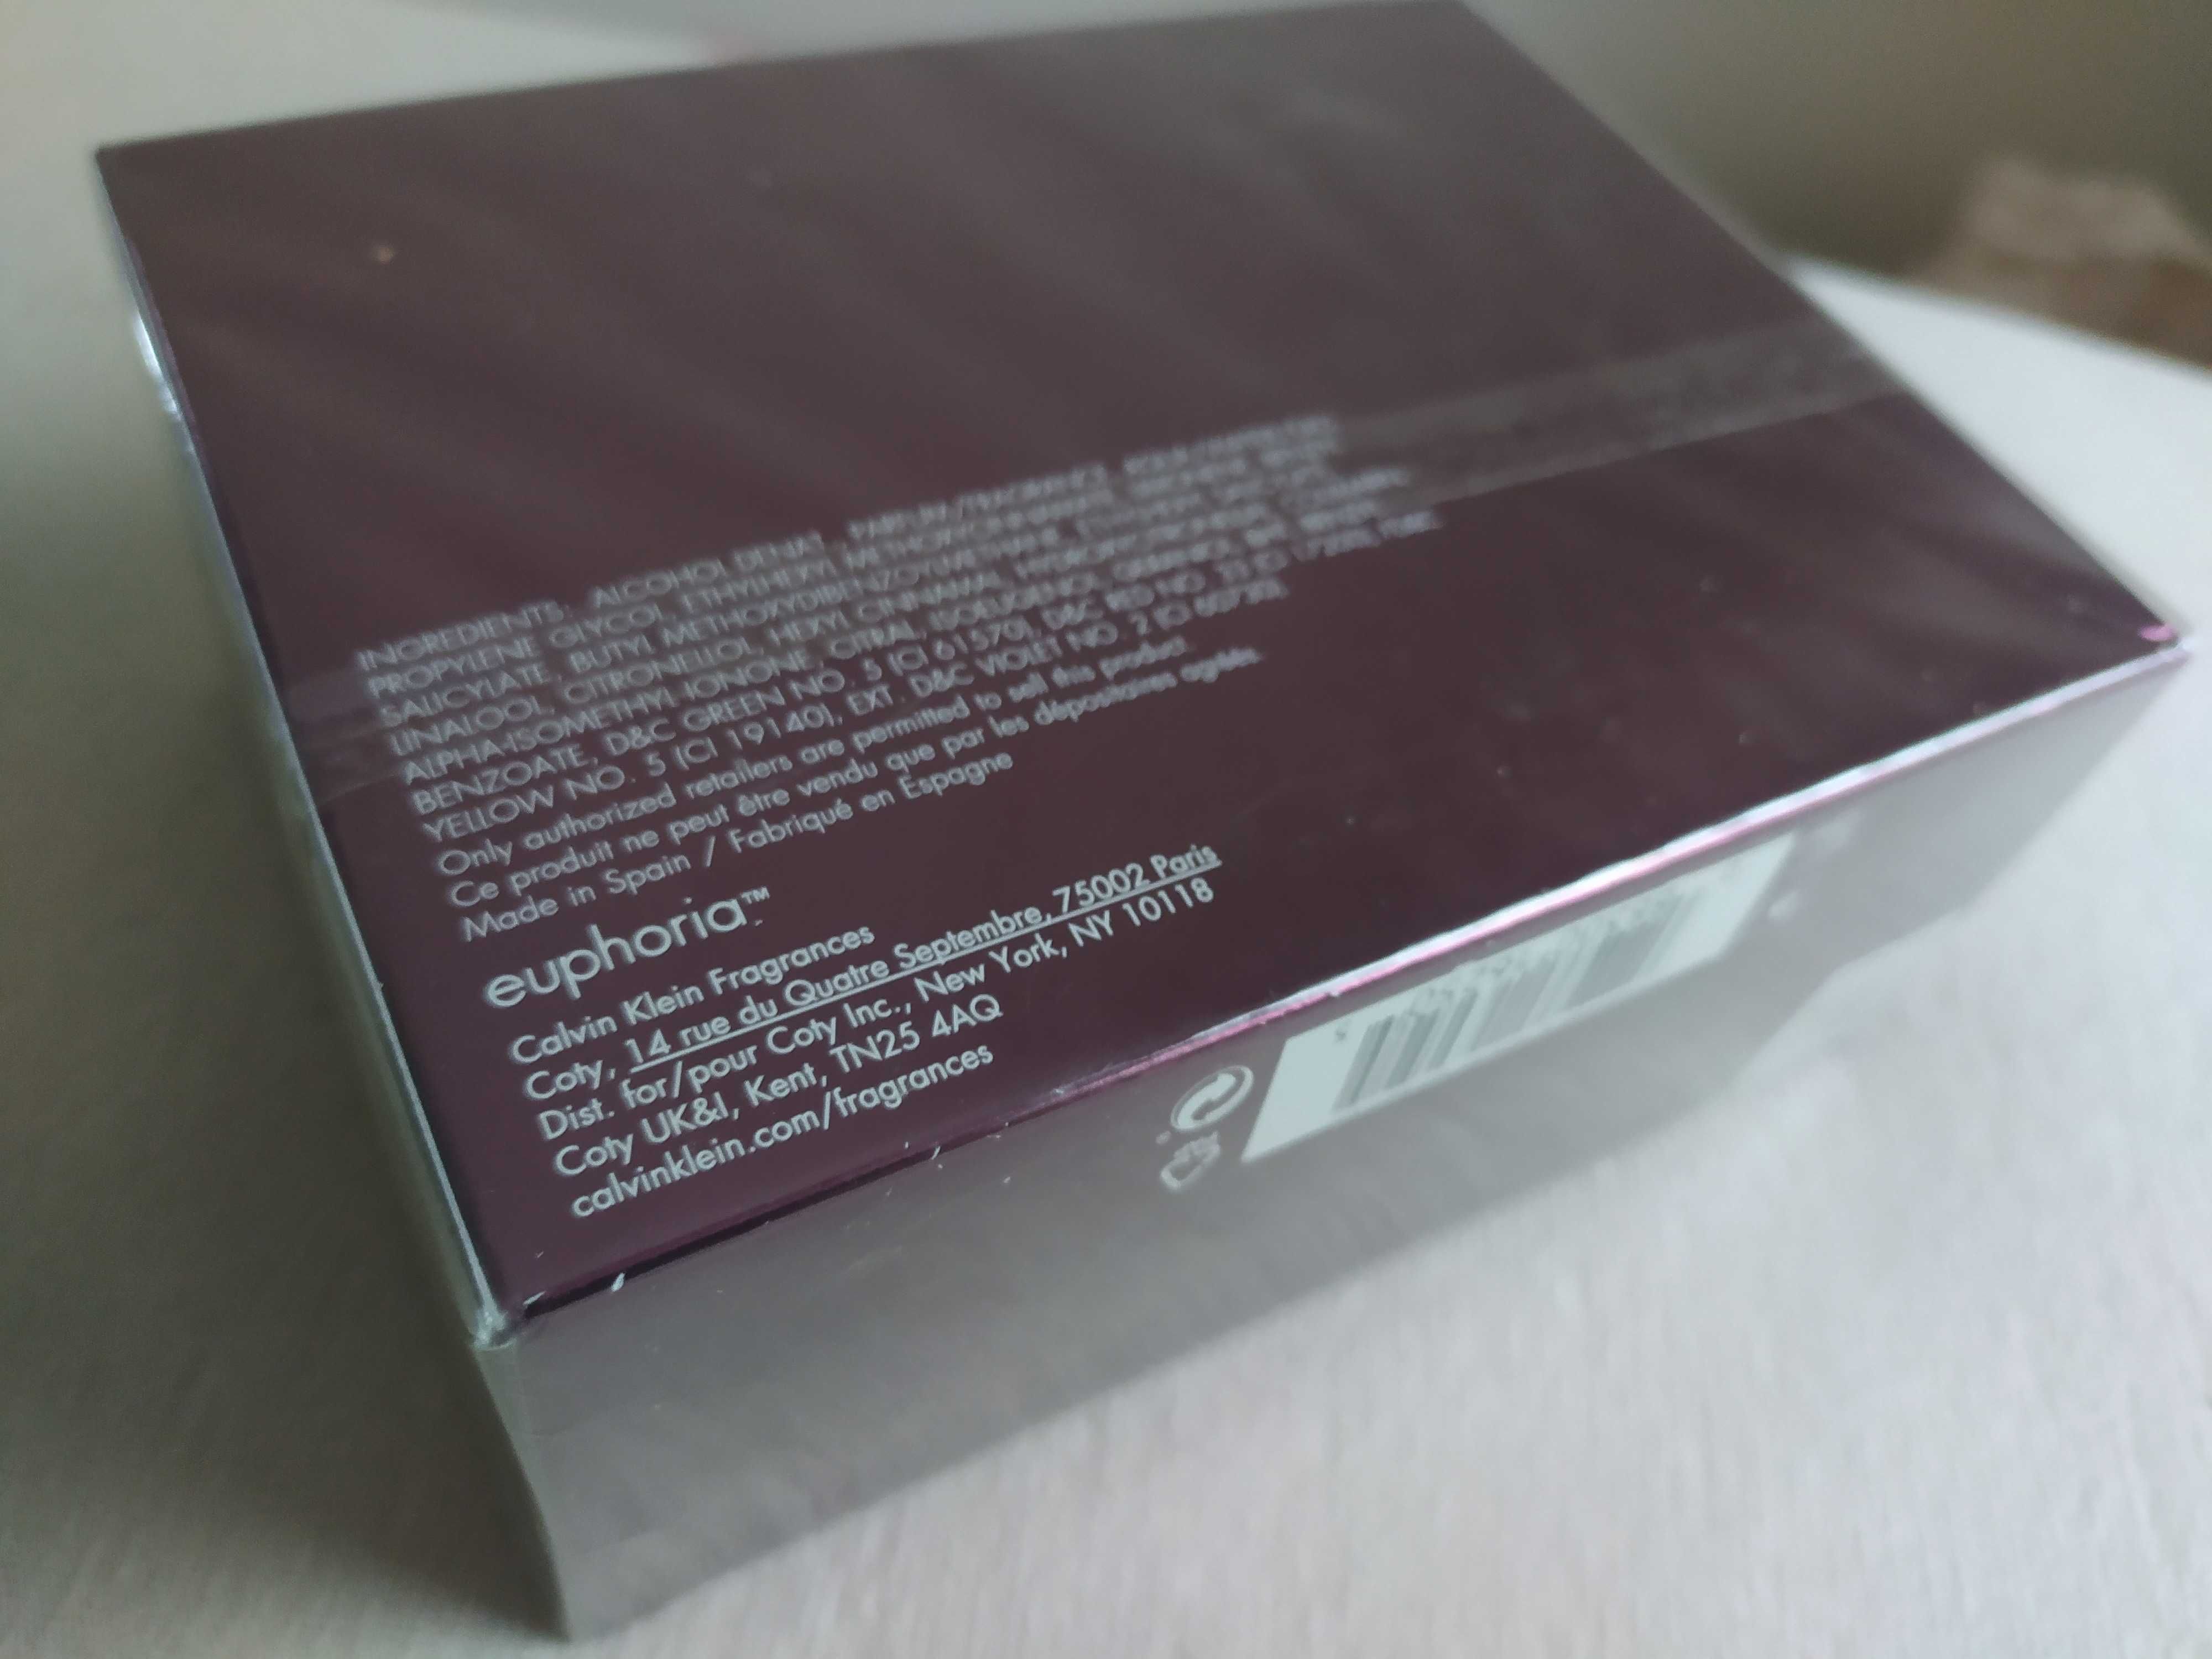 INGREDIENTS: ALCOHOL DENAT., PARFUM/FRAGRANCE,
PROPYLENE GLYCOL, ETHYLHEXYL METHOXYCINNAMATE,
SALICYLATE, BUTYL METHOXYDIBENZOYLMETHANE,
LINALOOL, CITRONELLOL, HEXYL CINNAMAL,
ALPHA-ISOMETHYL IONONE, CITRAL, ISOEUGENOL, GERANIOL,
BENZOATE, D&C GREEN NO. 5 (CI 61570), D&C RED NO. 33
YELLOW NO. 5 (CI 19140), EXT. D&C VIOLET NO. 2
Only authorized retailers are permitted to sell this product.
Ce produit ne peut être vendu que par les dépositaires agréés.
Made in Spain / Fabriqué en Espagne
euphoria™
Calvin Klein Fragrances
Coty, 14 rue du Quatre Septembre, 75002 Paris
Dist. for/pour Coty Inc., New York, NY 10118
Coty UK&I, Kent, TN25 4AQ
calvinklein.com/fragrances